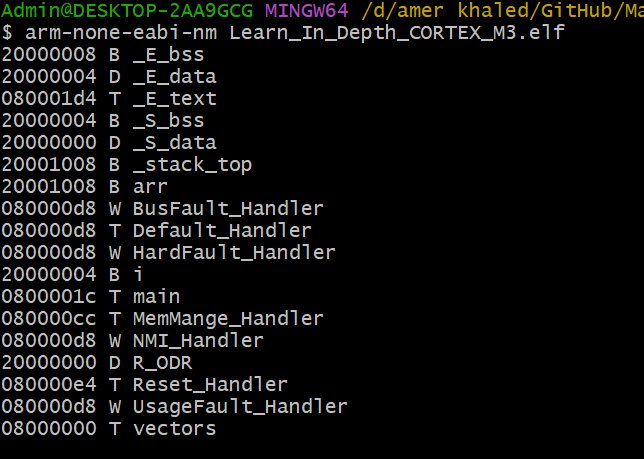 Admin@DESKTOP-2AA9GCG MINGW64 /d/amer khaled/GitHub/Ma
$ arm-none-eabi-nm Learn_In_Depth_CORTEX_M3.elf
20000008 B _E_bss
20000004 D _E_data
080001d4 T _E_text
20000004 B _S_bss
20000000 D _S_data
20001008 B _stack_top
20001008 B arr
080000d8 W BusFault_Handler
080000d8 T Default_Handler
080000d8 W HardFault_Handler
20000004 B i
0800001c T main
080000cc T MemMange_Handler
080000d8 W NMI_Handler
20000000 D R_ODR
080000e4 T Reset_Handler
080000d8 W UsageFault_Handler
08000000 T vectors